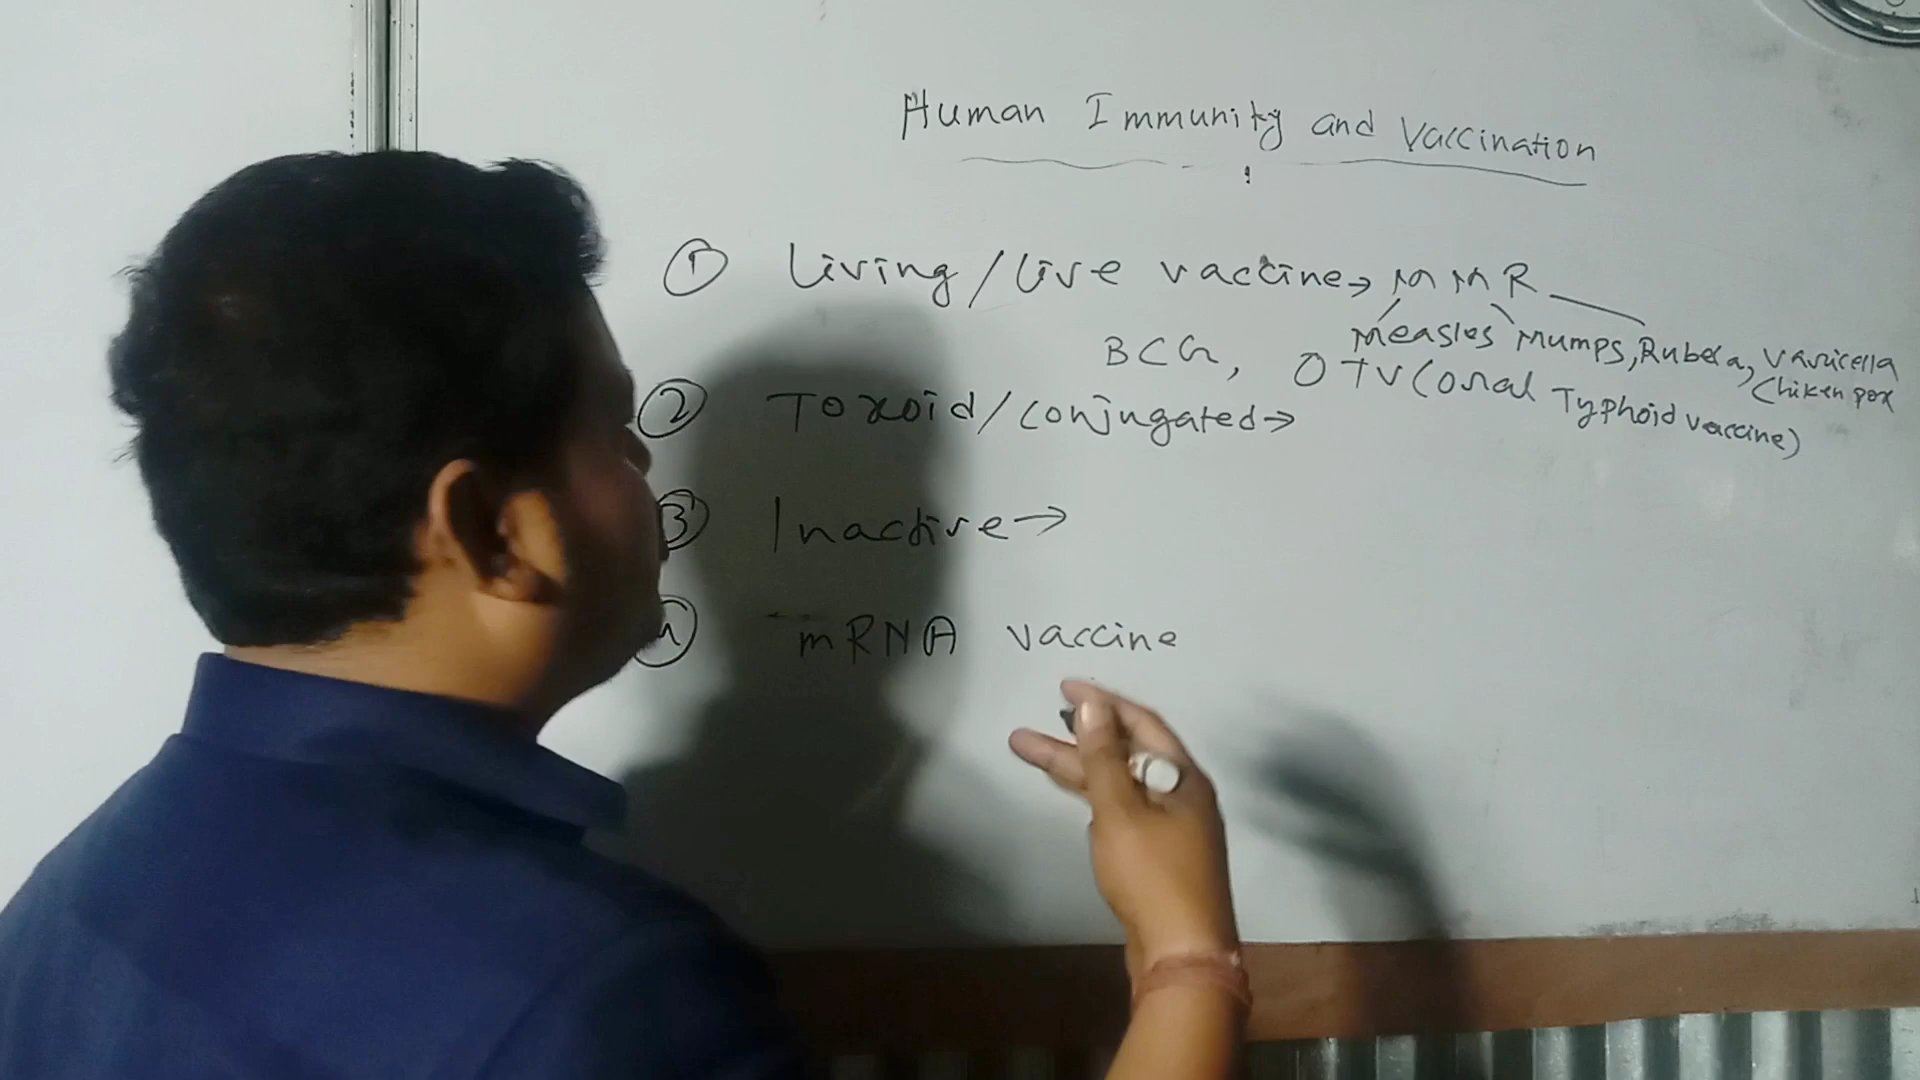 Human Immunity and Vaccination
① Living/Live vaccine → MMR
Measles Mumps, Rubela, Varicella
Chiken pox
BCG, OTV (oral Typhoid vaccine)
② Toxoid/conjugated →
③ Inactive →
mRNA vaccine